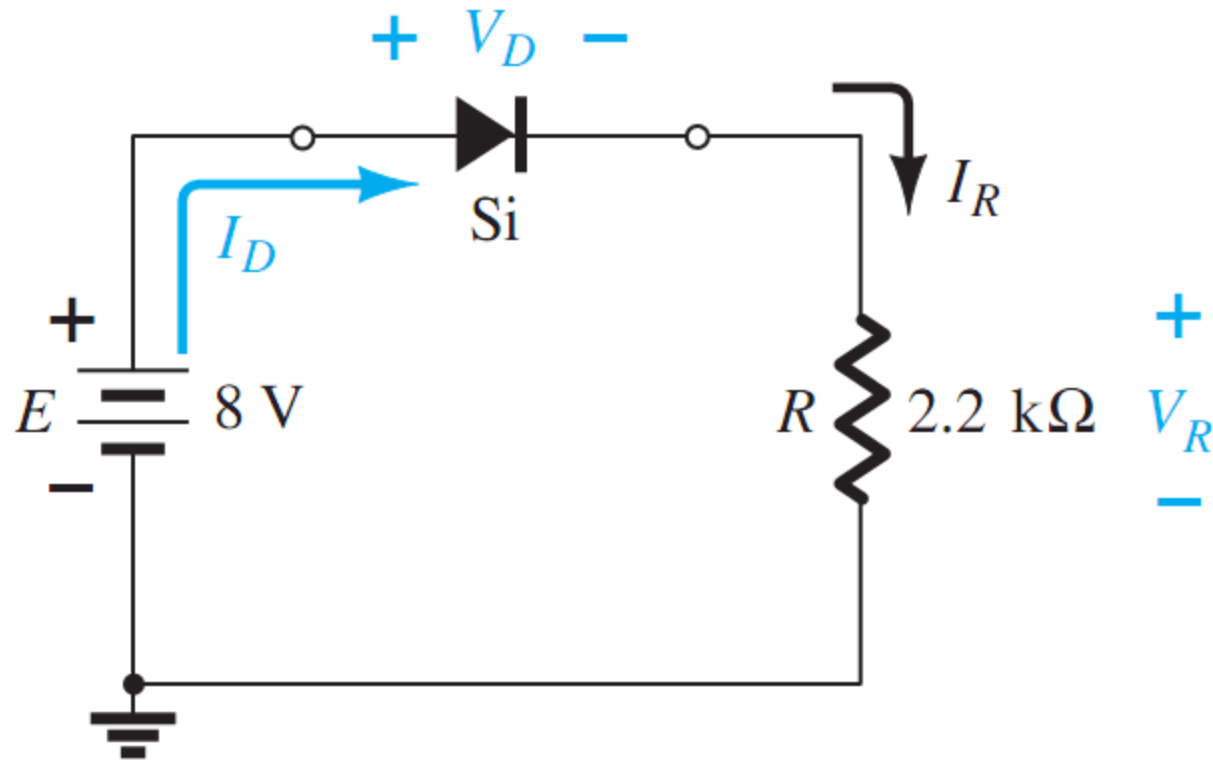 + V_D −
I_R
Si
I_D
+
E 8 V
−
R 2.2 kΩ
+
V_R
−